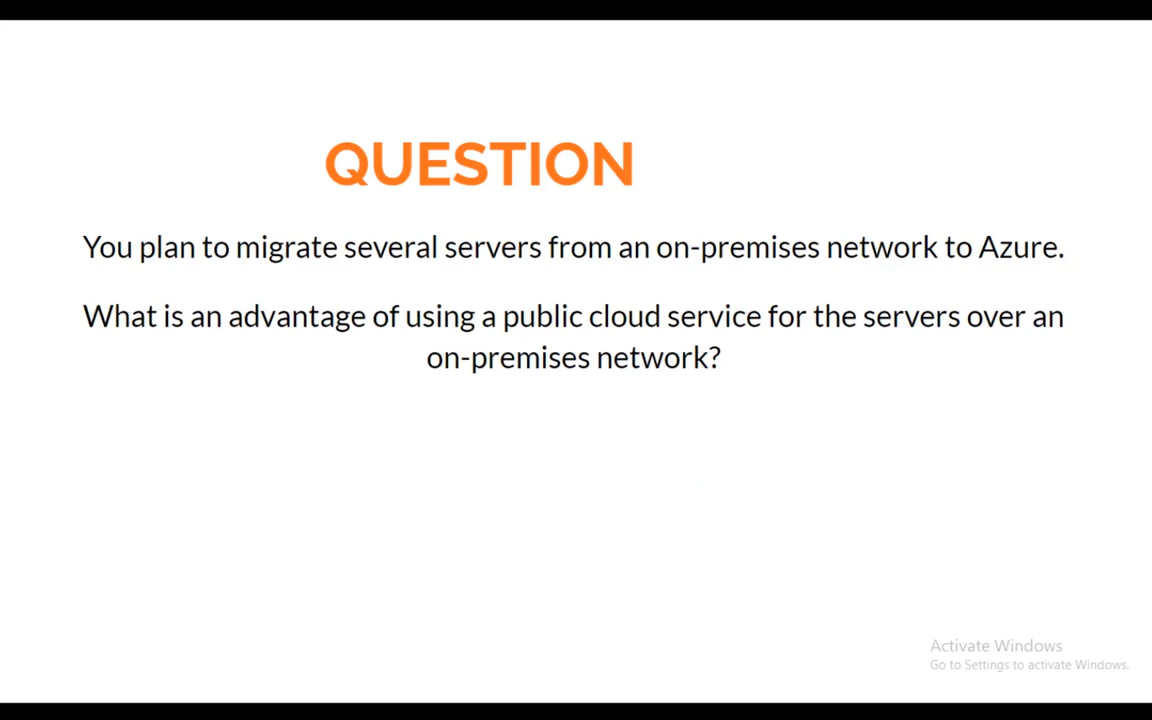 QUESTION
You plan to migrate several servers from an on-premises network to Azure.
What is an advantage of using a public cloud service for the servers over an
on-premises network?
Activate Windows
Go to Settings to activate Windows.